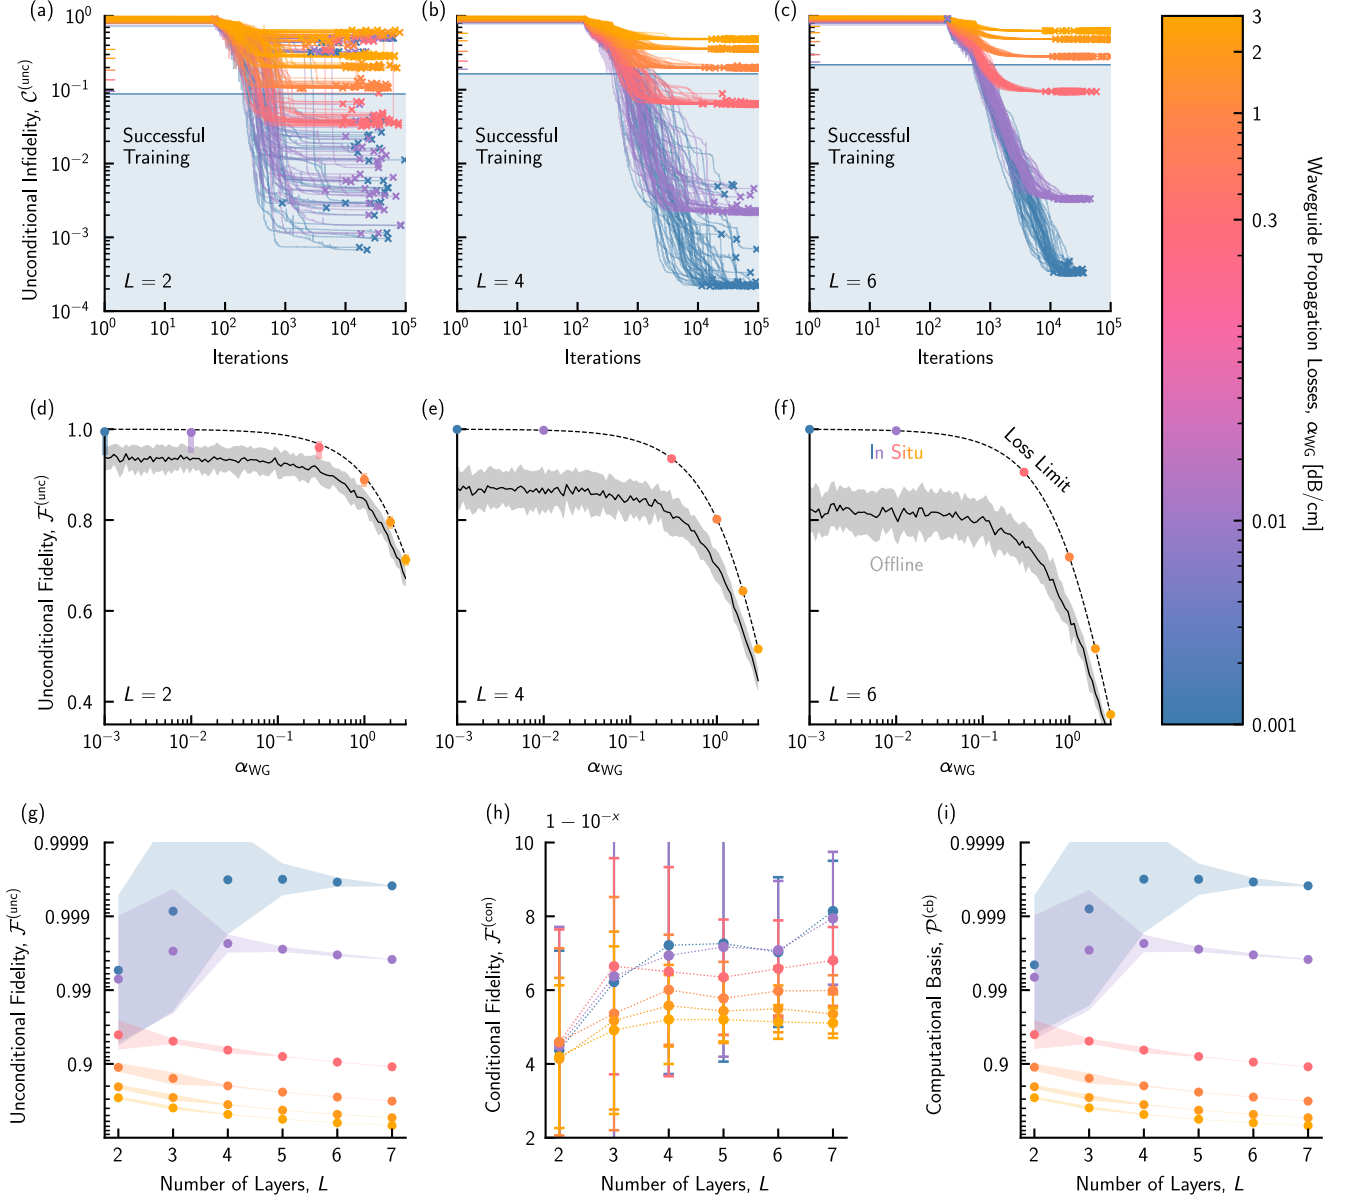 (a)
(b)
(c)
Unconditional Infidelity, 𝒞^(unc)
10^0
10^−1
10^−2
10^−3
10^−4
Successful
Training
L = 2
10^0 10^1 10^2 10^3 10^4 10^5
Iterations
Successful
Training
L = 4
10^0 10^1 10^2 10^3 10^4 10^5
Iterations
Successful
Training
L = 6
10^0 10^1 10^2 10^3 10^4 10^5
Iterations
3
2
1
0.3
0.01
0.001
Waveguide Propagation Losses, α_WG [dB/cm]
(d)
(e)
(f)
Unconditional Fidelity, ℱ^(unc)
1.0
0.8
0.6
0.4
L = 2
10^−3 10^−2 10^−1 10^0
α_WG
L = 4
10^−3 10^−2 10^−1 10^0
α_WG
In Situ
Loss Limit
Offline
L = 6
10^−3 10^−2 10^−1 10^0
α_WG
(g)
Unconditional Fidelity, ℱ^(unc)
0.9999
0.999
0.99
0.9
2 3 4 5 6 7
Number of Layers, L
(h)
1 − 10^−x
Conditional Fidelity, ℱ^(con)
10
8
6
4
2
2 3 4 5 6 7
Number of Layers, L
(i)
Computational Basis, 𝒫^(cb)
0.9999
0.999
0.99
0.9
2 3 4 5 6 7
Number of Layers, L